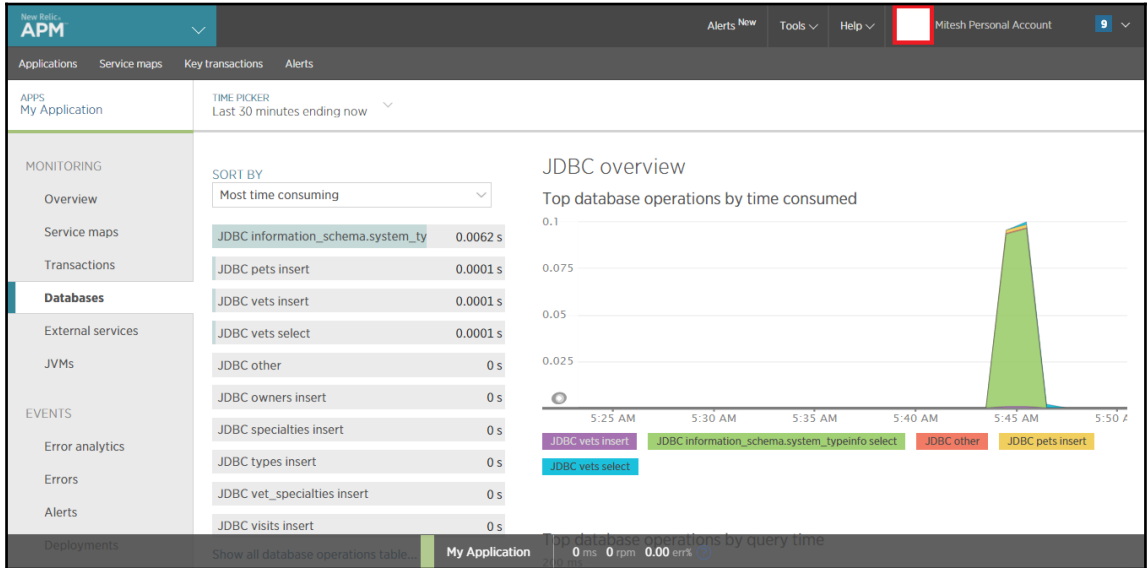 New Relic.
APM
Alerts New
Tools
Help
Mitesh Personal Account
9
Applications Service maps Key transactions Alerts
APPS
My Application
TIME PICKER
Last 30 minutes ending now
MONITORING
Overview
Service maps
Transactions
Databases
External services
JVMs
EVENTS
Error analytics
Errors
Alerts
Deployments
SORT BY
Most time consuming
JDBC information_schema.system_ty 0.0062 s
JDBC pets insert 0.0001 s
JDBC vets insert 0.0001 s
JDBC vets select 0.0001 s
JDBC other 0 s
JDBC owners insert 0 s
JDBC specialties insert 0 s
JDBC types insert 0 s
JDBC vet_specialties insert 0 s
JDBC visits insert 0 s
Show all database operations table...
JDBC overview
Top database operations by time consumed
0.1
0.075
0.05
0.025
5:25 AM 5:30 AM 5:35 AM 5:40 AM 5:45 AM 5:50 A
JDBC vets insert JDBC information_schema.system_typeinfo select JDBC other JDBC pets insert
JDBC vets select
Top database operations by query time
200 ms
My Application 0 ms 0 rpm 0.00 err%